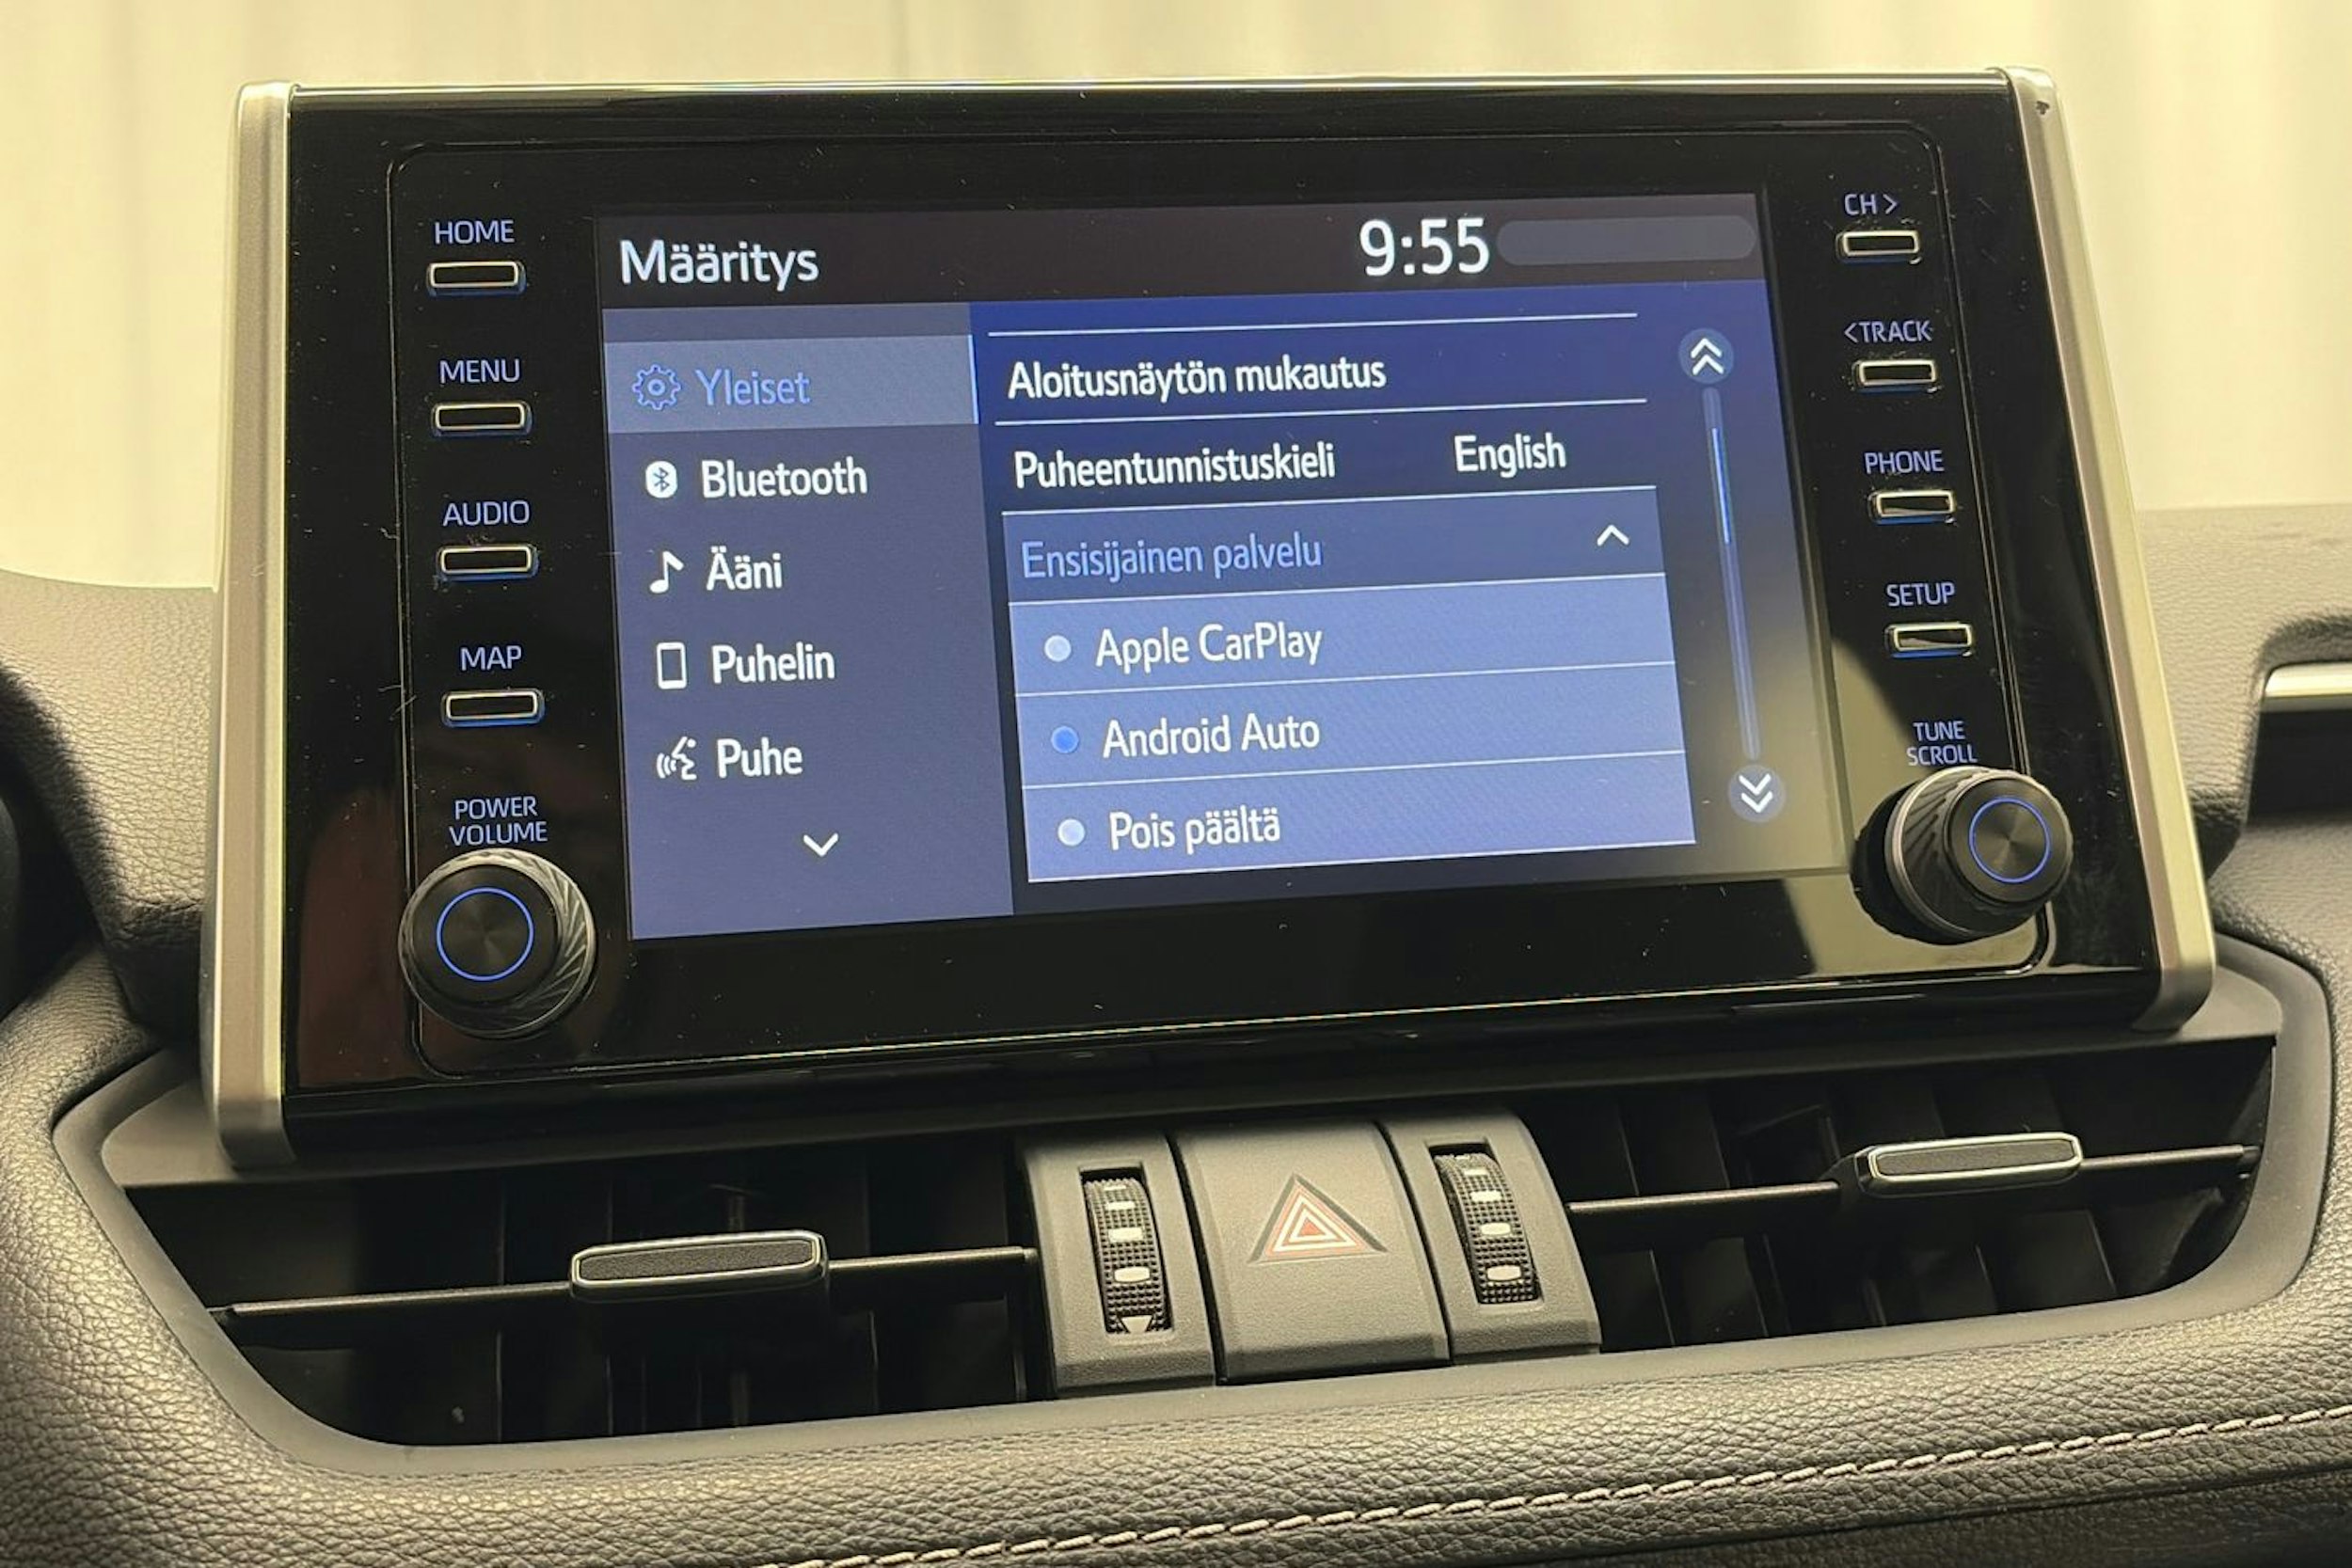 HOME
MENU
AUDIO
MAP
POWER
VOLUME
Määritys
9:55
Yleiset
Bluetooth
Ääni
Puhelin
Puhe
Aloitusnäytön mukautus
Puheentunnistuskieli English
Ensisijainen palvelu
Apple CarPlay
Android Auto
Pois päältä
CH >
<TRACK
PHONE
SETUP
TUNE
SCROLL